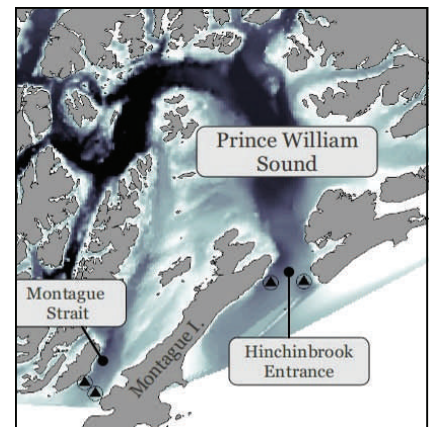 Prince William
Sound
Montague
Strait
Montague I.
Hinchinbrook
Entrance